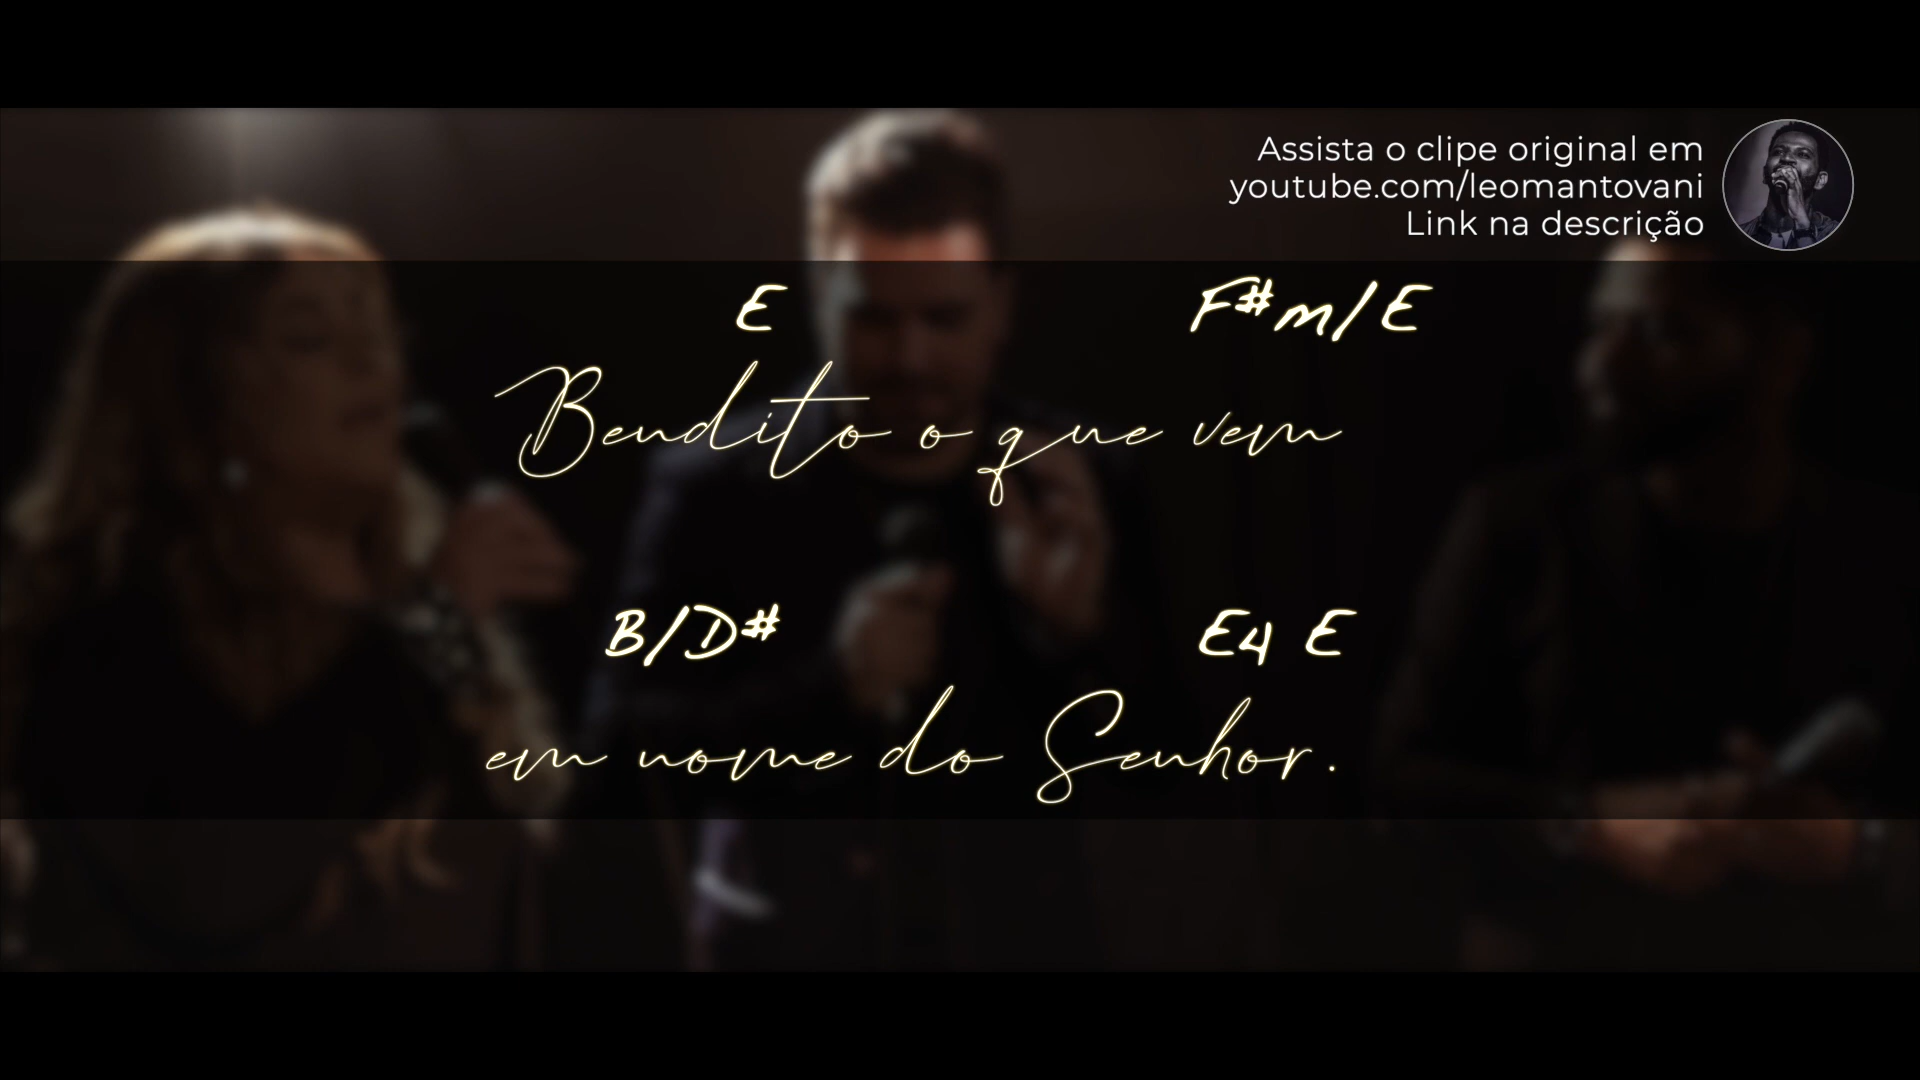 Assista o clipe original em
youtube.com/leomantovani
Link na descrição
E F#m/E
Bendito o que vem
B/D# E4 E
em nome do Senhor.